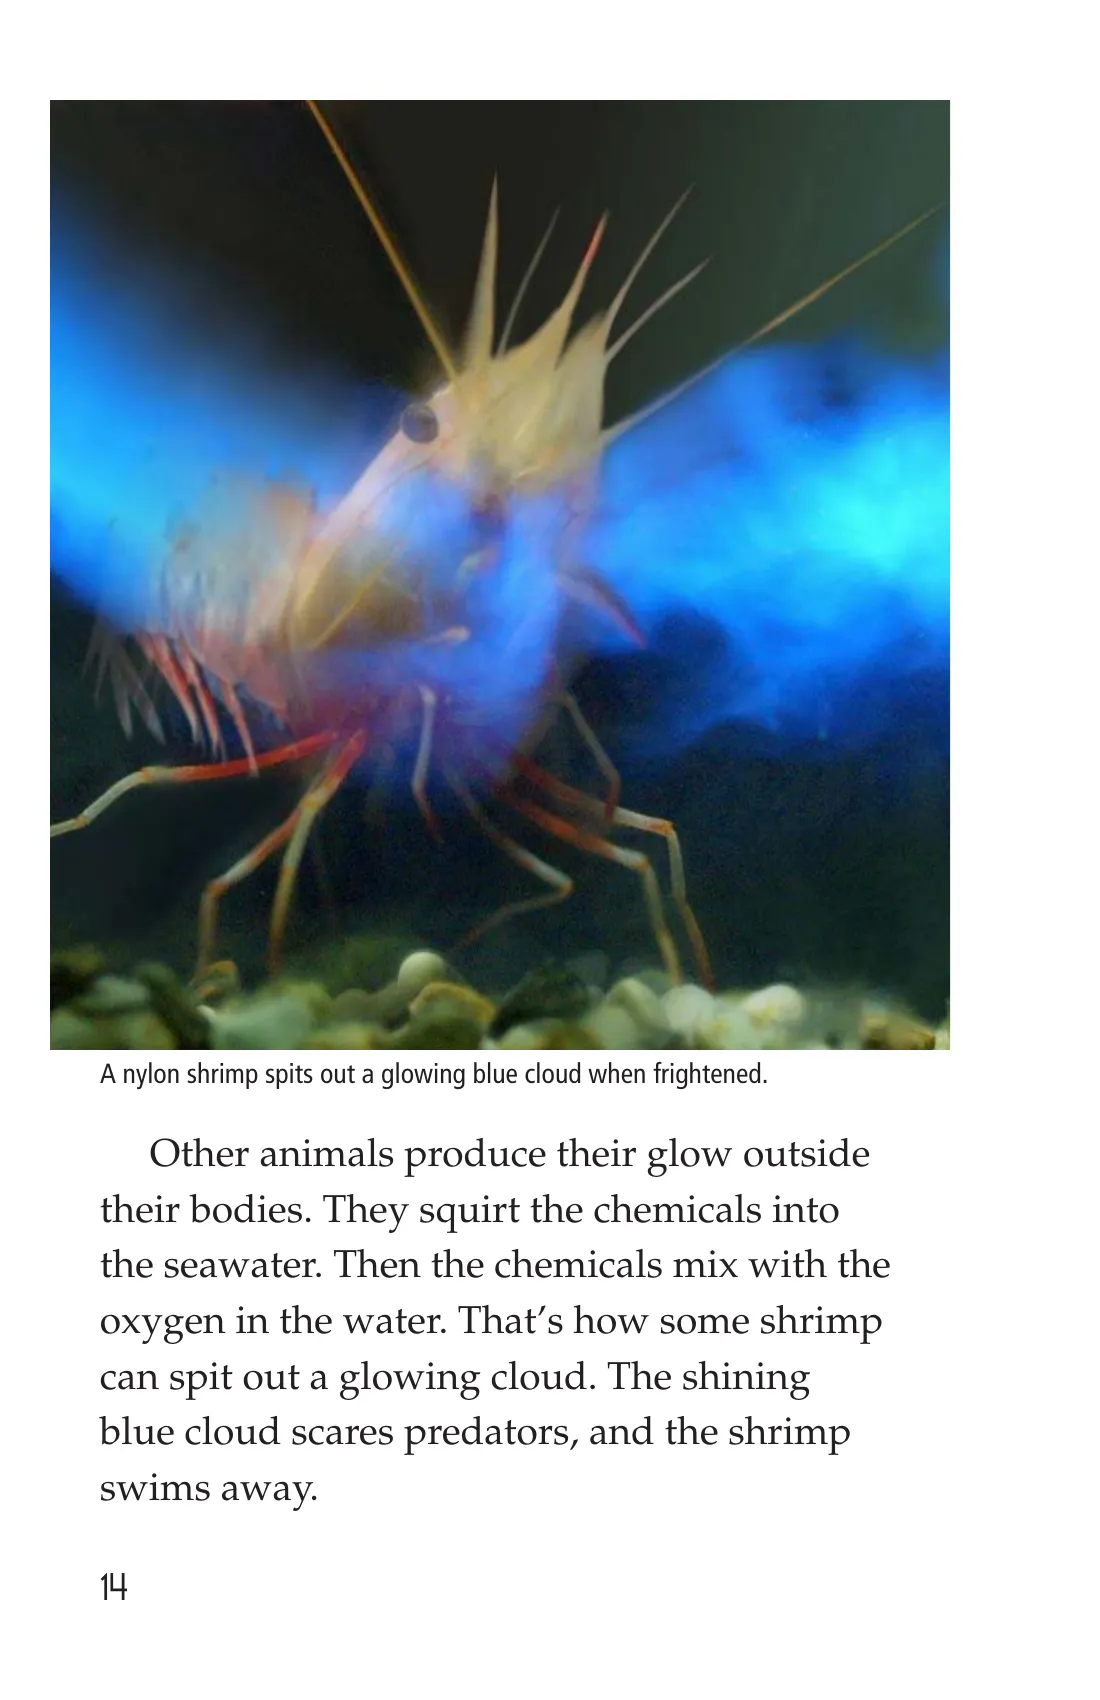 A nylon shrimp spits out a glowing blue cloud when frightened.
Other animals produce their glow outside
their bodies. They squirt the chemicals into
the seawater. Then the chemicals mix with the
oxygen in the water. That’s how some shrimp
can spit out a glowing cloud. The shining
blue cloud scares predators, and the shrimp
swims away.
14